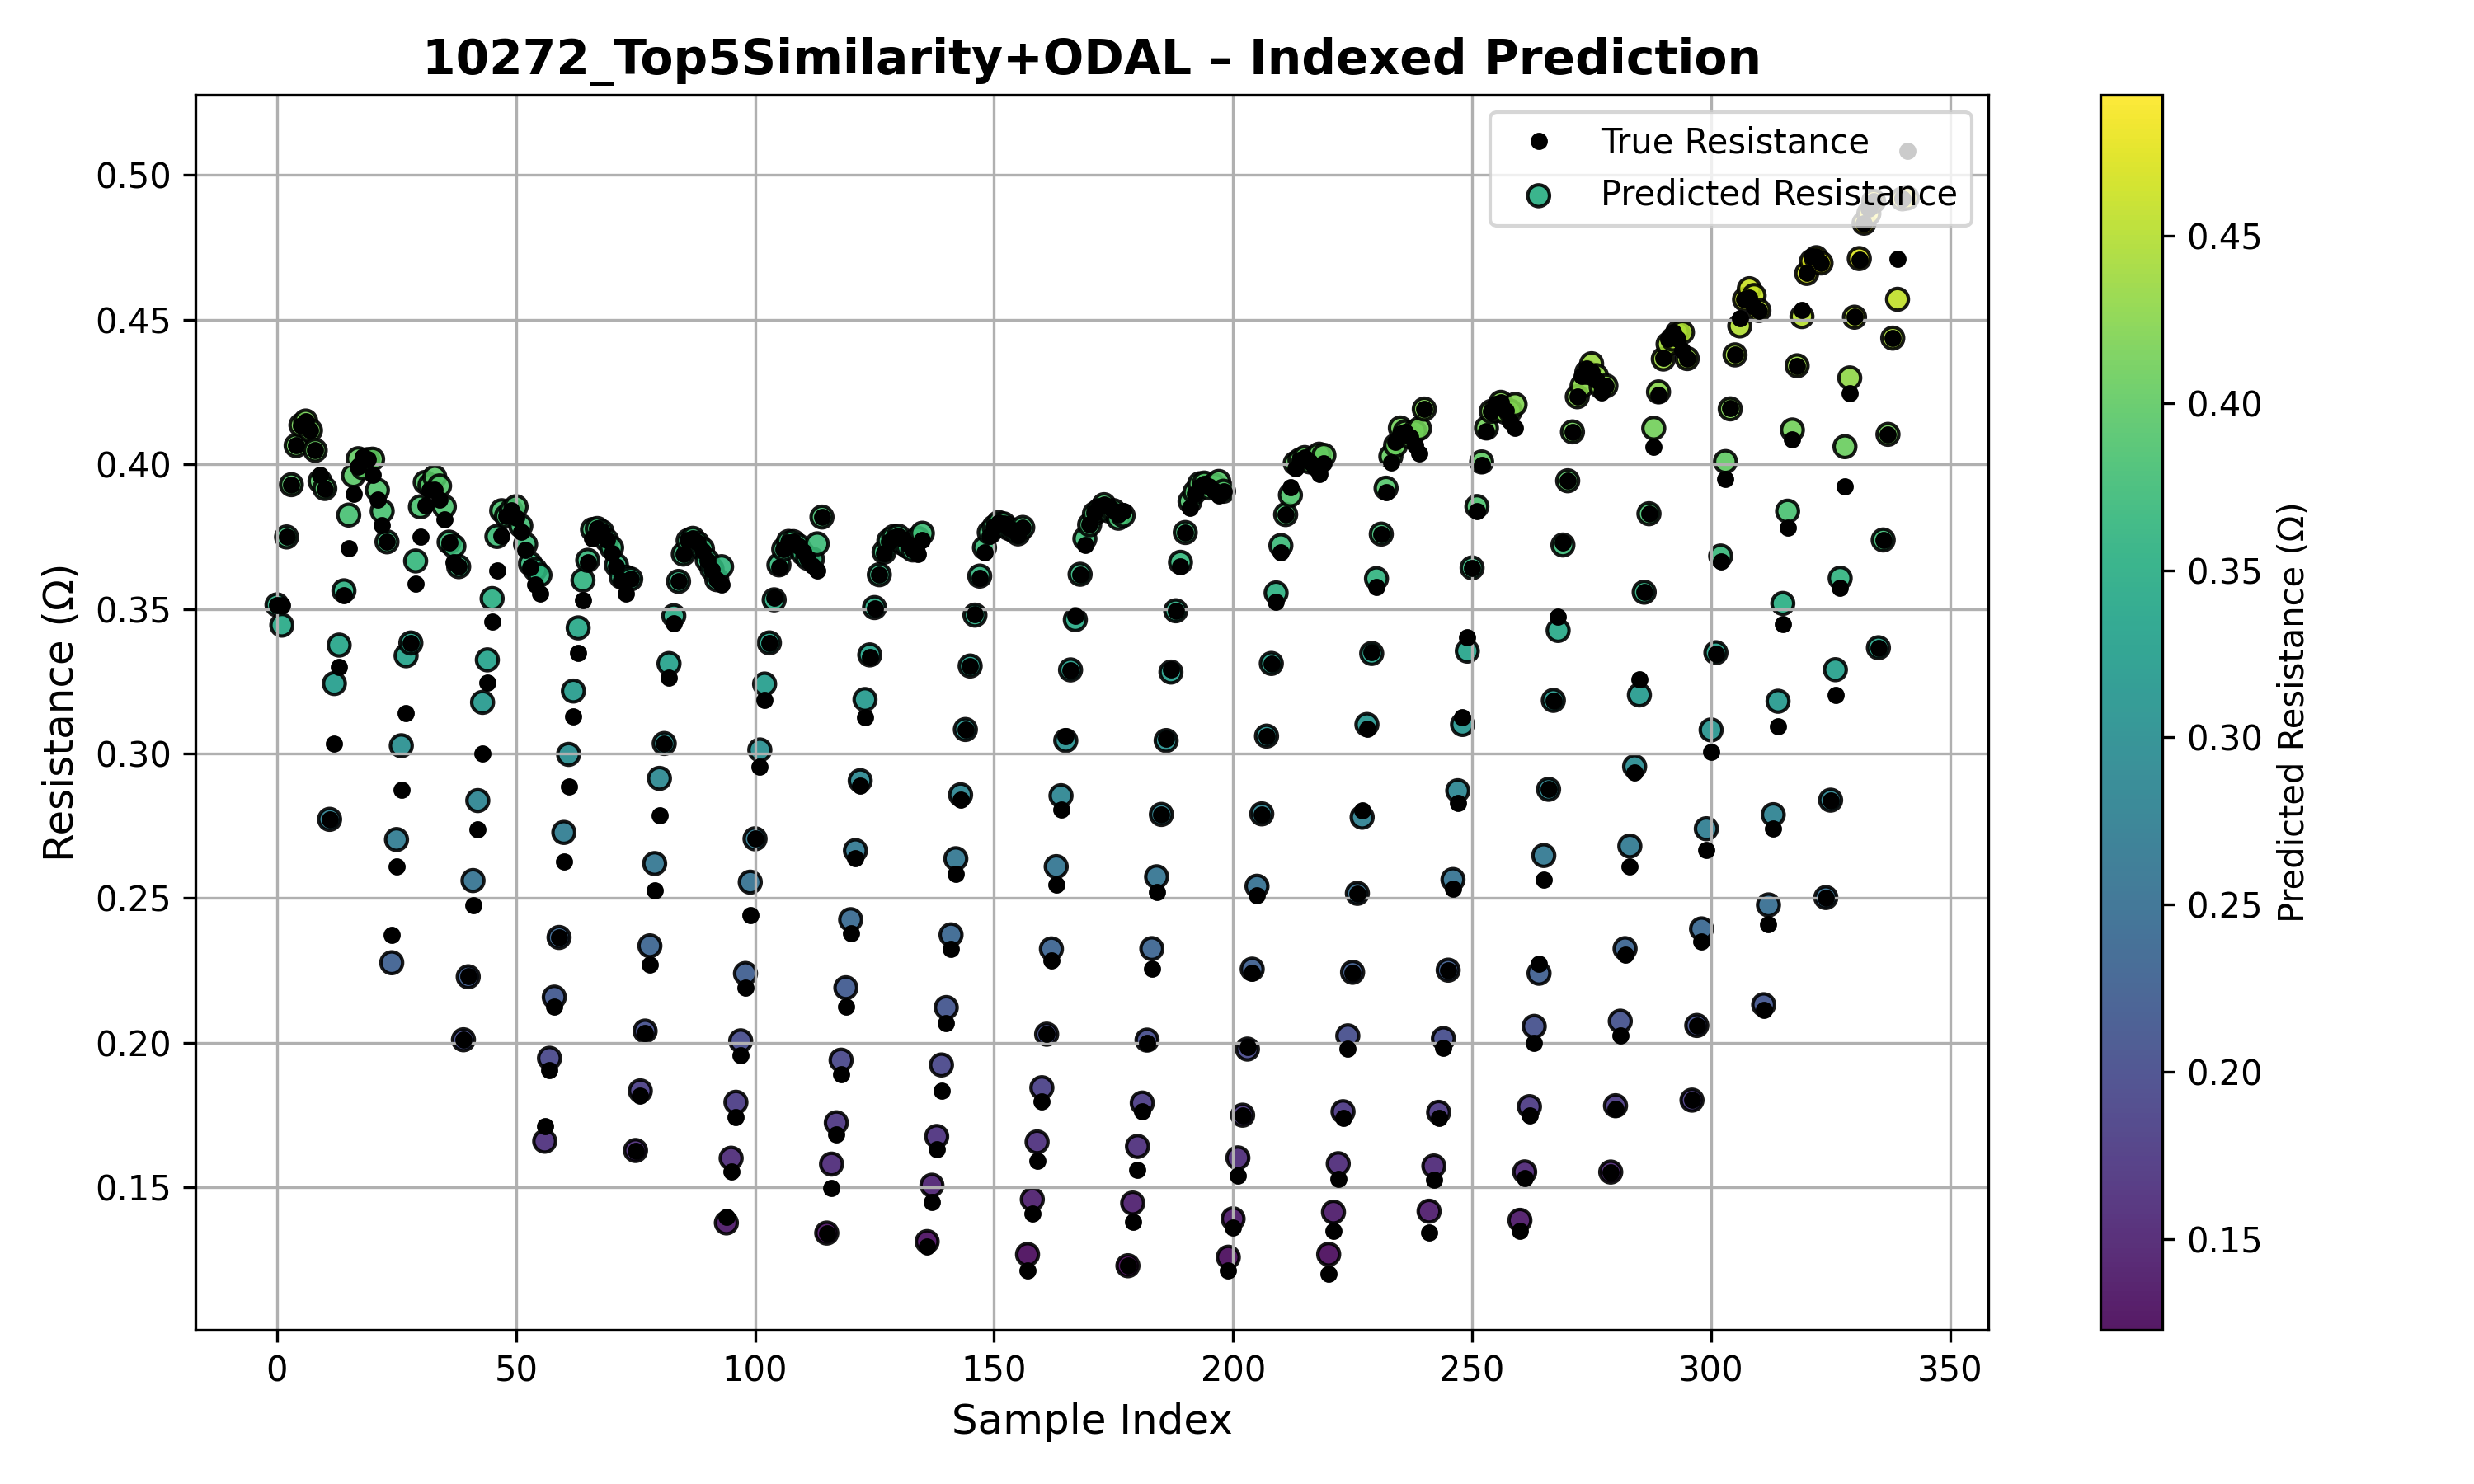 10272_Top5Similarity+ODAL – Indexed Prediction
True Resistance
Predicted Resistance
0.50
0.45
0.40
0.35
0.30
0.25
0.20
0.15
Resistance (Ω)
0 50 100 150 200 250 300 350
Sample Index
0.45
0.40
0.35
0.30
0.25
0.20
0.15
Predicted Resistance (Ω)